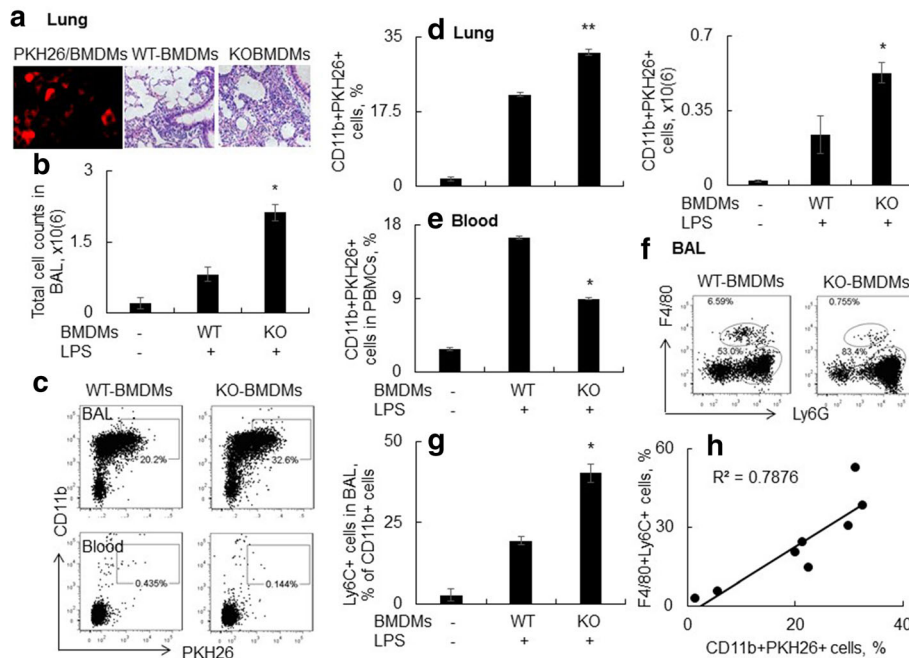 a Lung
PKH26/BMDMs WT-BMDMs KOBMDMs
b
Total cell counts in
BAL, x10(6)
3
1.5
0
*
BMDMs - WT KO
LPS - + +
c
WT-BMDMs KO-BMDMs
BAL
20.2%
32.6%
Blood
0.435%
0.144%
CD11b
PKH26
d Lung
CD11b+PKH26+
cells, %
35
17.5
0
**
CD11b+PKH26+
cells, x10(6)
0.7
0.35
0
*
BMDMs - WT KO
LPS - + +
e Blood
CD11b+PKH26+
cells in PBMCs, %
18
9
0
*
BMDMs - WT KO
LPS - + +
f BAL
WT-BMDMs KO-BMDMs
6.59%
53.0%
0.755%
83.4%
F4/80
Ly6G
g
Ly6C+ cells in BAL,
% of CD11b+ cells
50
25
0
*
BMDMs - WT KO
LPS - + +
h
R² = 0.7876
F4/80+Ly6C+ cells, %
60
30
0
0 20 40
CD11b+PKH26+ cells, %